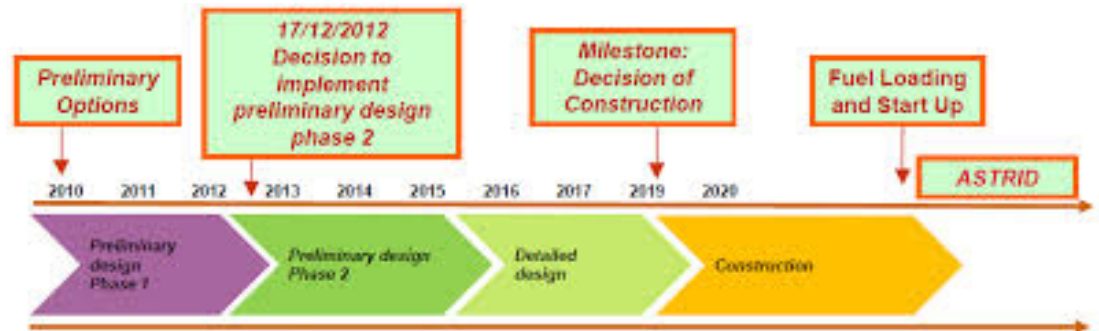 Preliminary
Options
17/12/2012
Decision to
implement
preliminary design
phase 2
Milestone:
Decision of
Construction
Fuel Loading
and Start Up
ASTRID
2010 2011 2012 2013 2014 2015 2016 2017 2019 2020
Preliminary
design
Phase 1
Preliminary design
Phase 2
Detailed
design
Construction